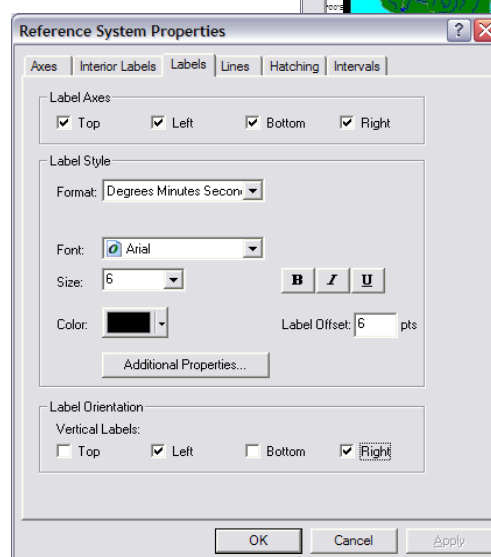 Reference System Properties
Axes Interior Labels Labels Lines Hatching Intervals
Label Axes
Top Left Bottom Right
Label Style
Format: Degrees Minutes Secon
Font: Arial
Size: 6 B I U
Color: Label Offset: 6 pts
Additional Properties...
Label Orientation
Vertical Labels:
Top Left Bottom Right
OK Cancel Apply